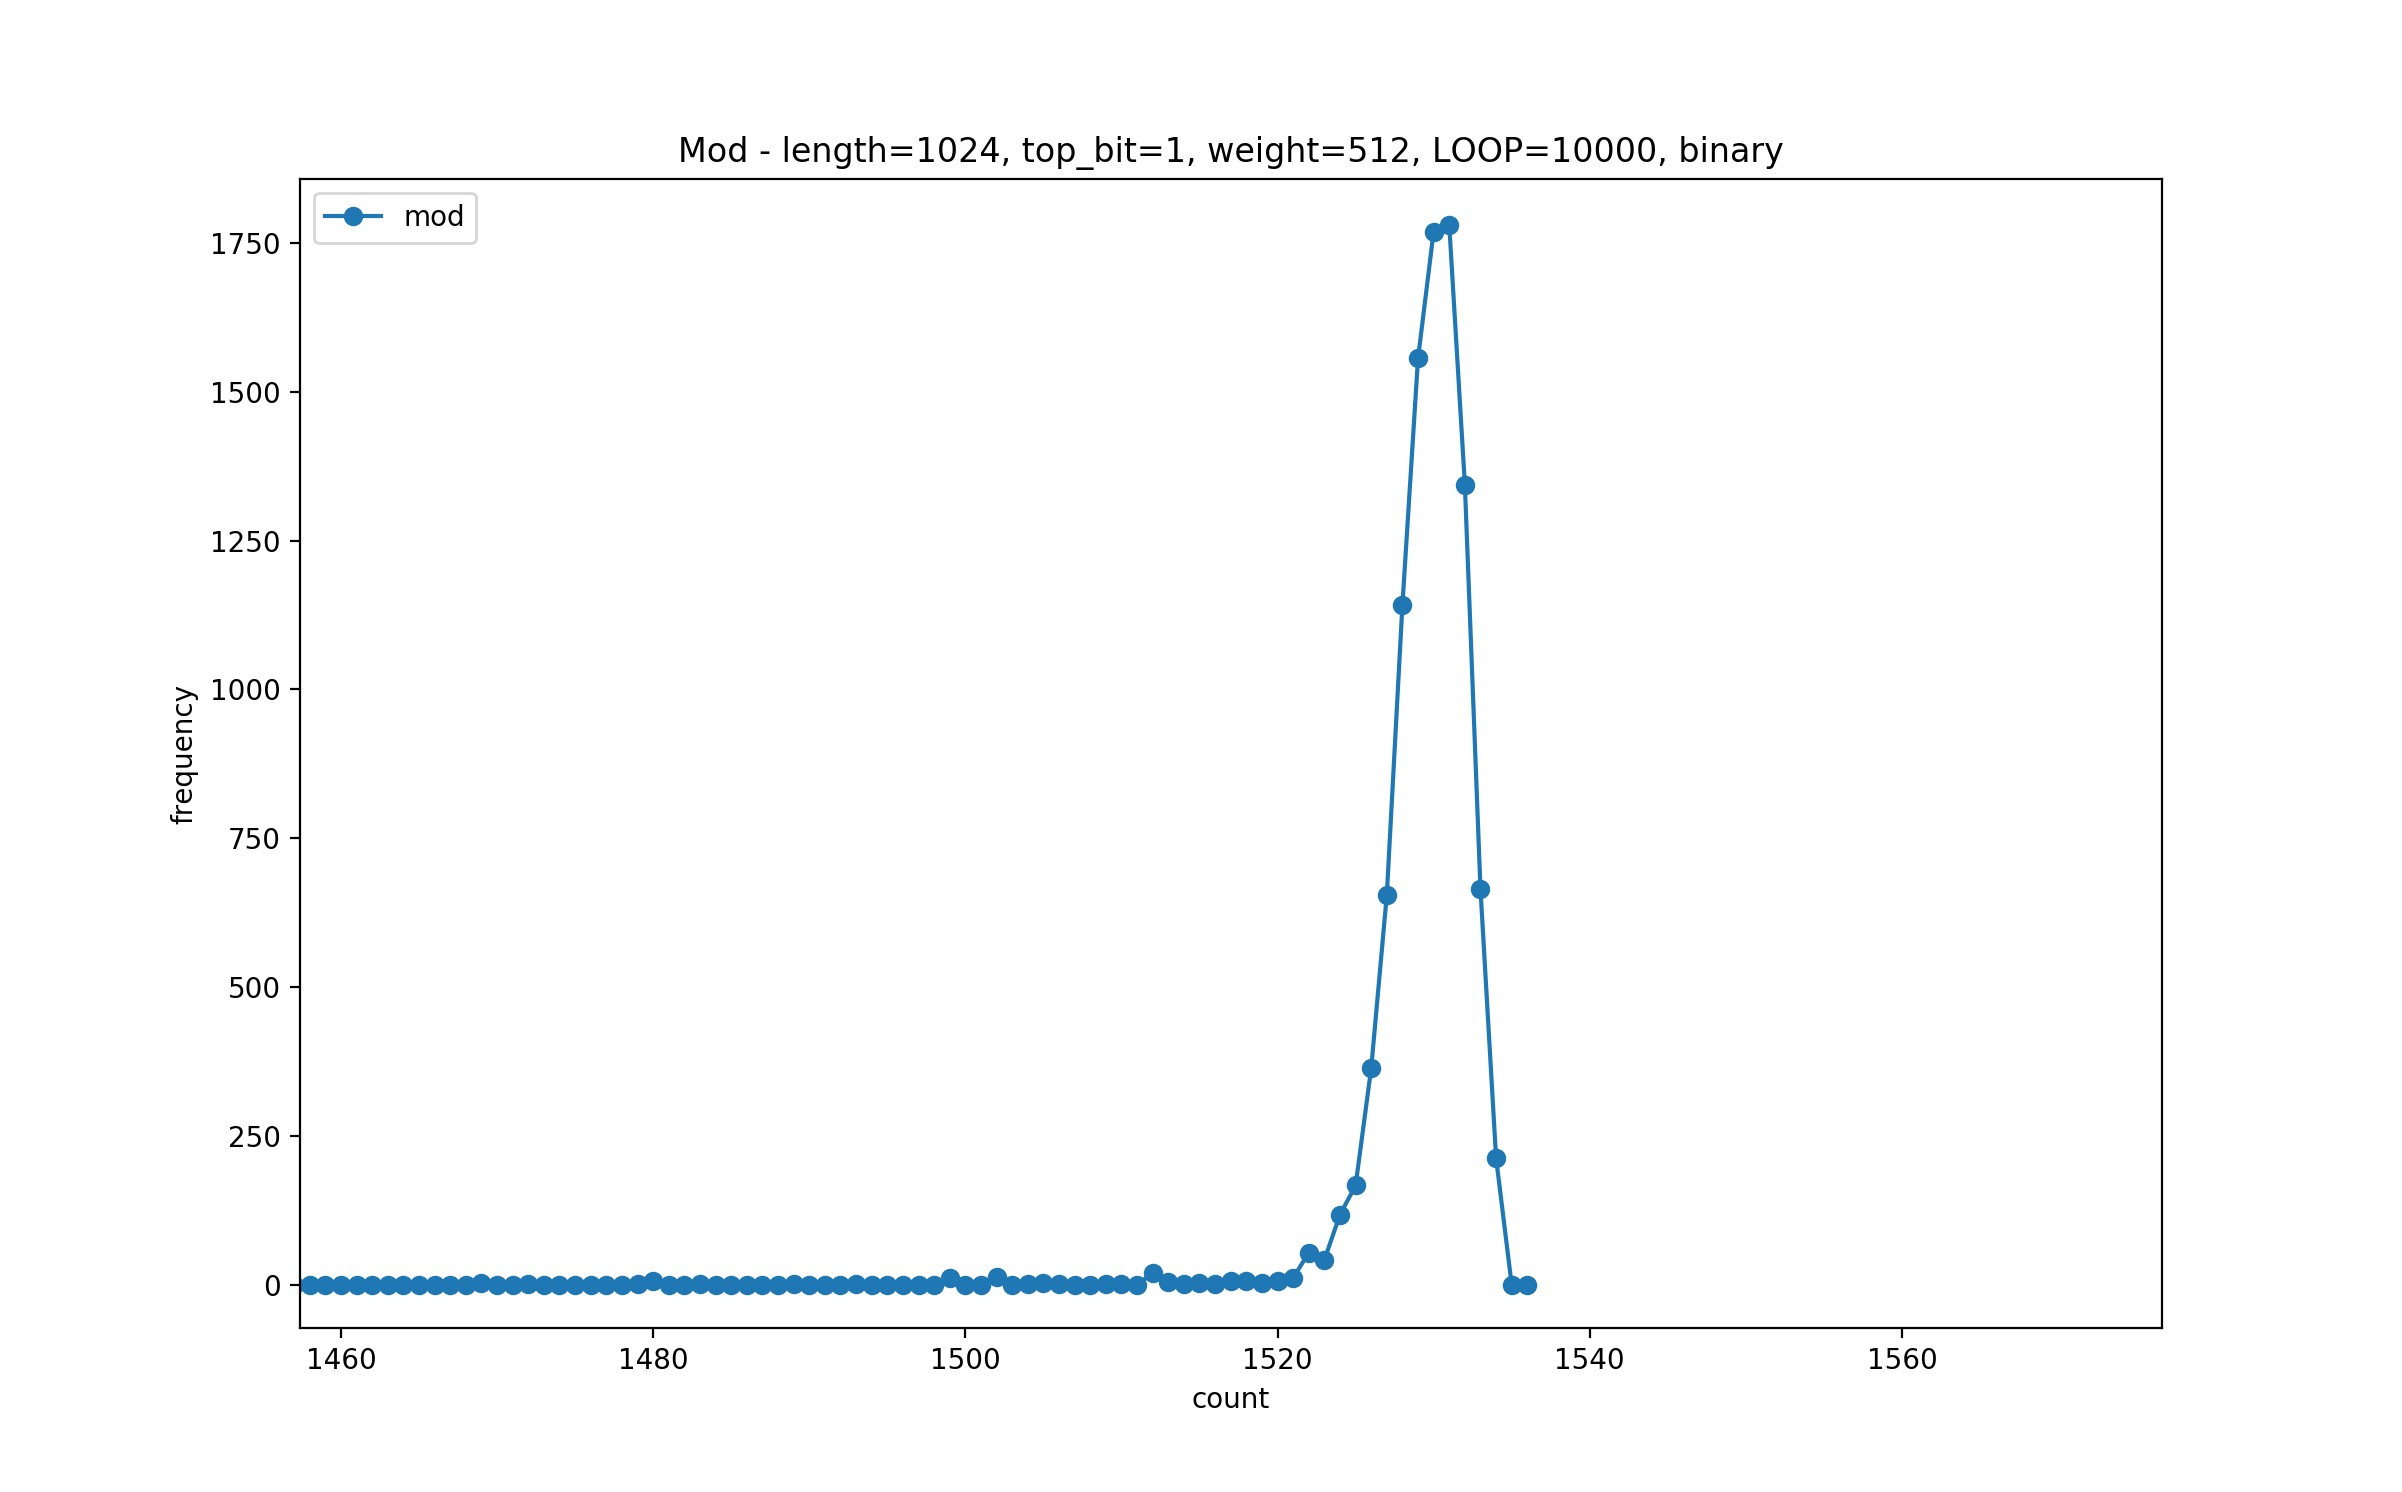 Mod - length=1024, top_bit=1, weight=512, LOOP=10000, binary
mod
1750
1500
1250
1000
750
500
250
0
frequency
1460 1480 1500 1520 1540 1560
count